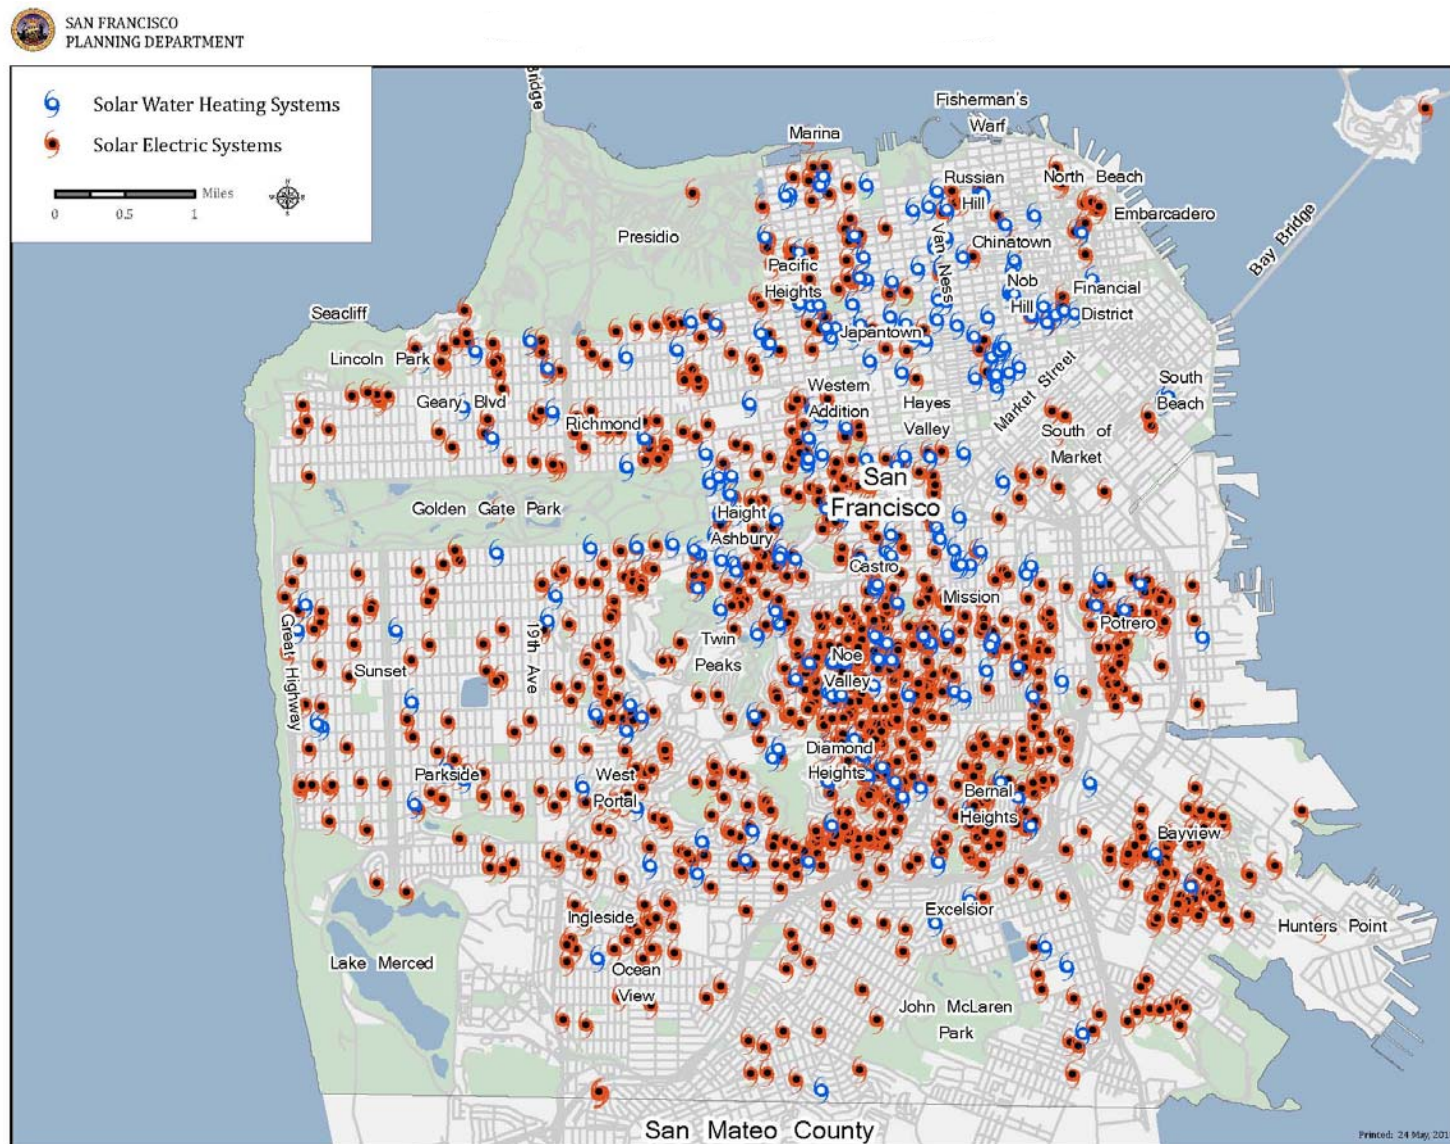 SAN FRANCISCO
PLANNING DEPARTMENT
Solar Water Heating Systems
Solar Electric Systems
Miles
0 0.5 1
Bridge
Fisherman's
Warf
Marina
Russian
Hill
North Beach
Embarcadero
Presidio
Van Ness
Chinatown
Bay Bridge
Pacific
Heights
Nob
Hill
Financial
District
Seacliff
Japantown
Lincoln Park
Western
Addition
Market Street
South
Beach
Geary Blvd
Richmond
Hayes
Valley
South of
Market
San
Francisco
Golden Gate Park
Haight
Ashbury
Castro
Mission
Potrero
Great Highway
19th Ave
Twin
Peaks
Sunset
Noe
Valley
Diamond
Heights
Parkside
West
Portal
Bernal
Heights
Bayview
Ingleside
Excelsior
Hunters Point
Lake Merced
Ocean
View
John McLaren
Park
San Mateo County
Printed: 24 May, 201